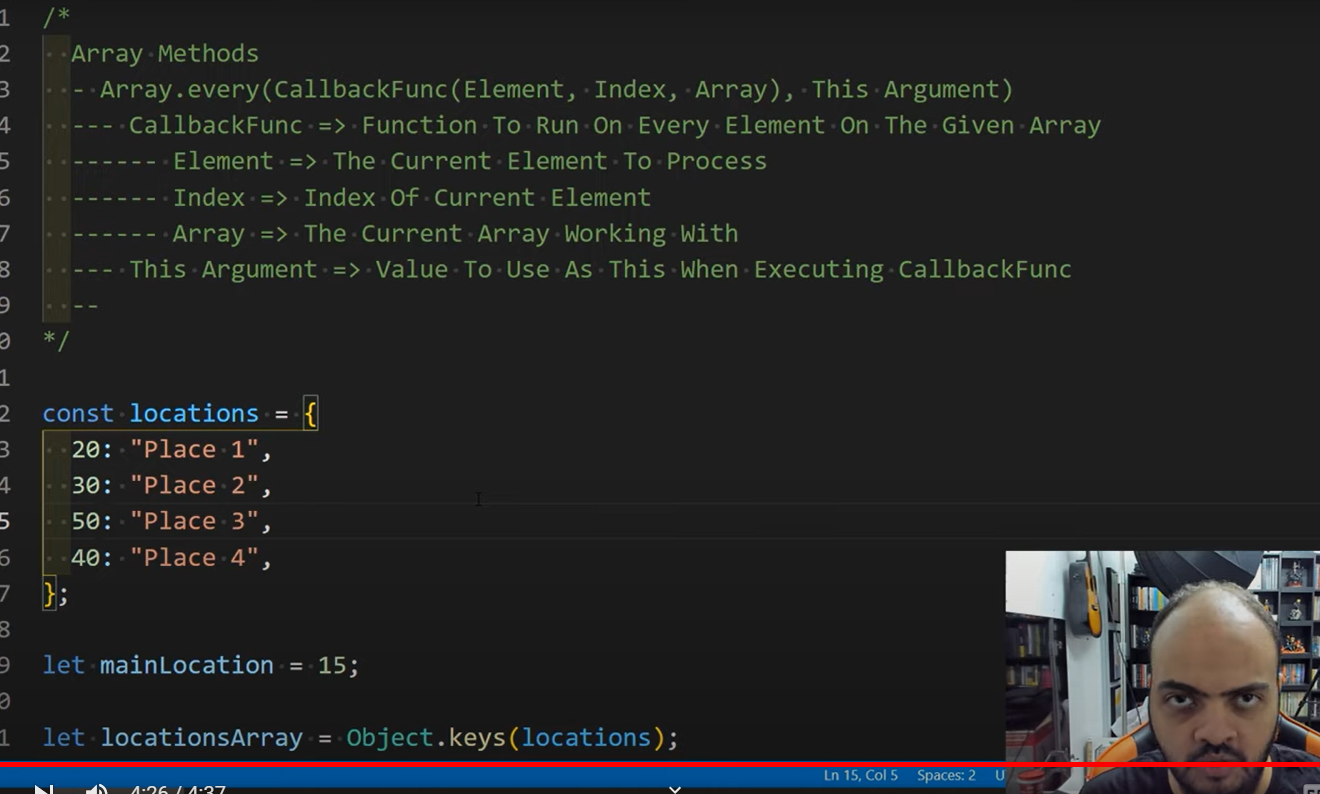 1 /*
2 Array Methods
3 - Array.every(CallbackFunc(Element, Index, Array), This Argument)
4 --- CallbackFunc => Function To Run On Every Element On The Given Array
5 ------ Element => The Current Element To Process
6 ------ Index => Index Of Current Element
7 ------ Array => The Current Array Working With
8 --- This Argument => Value To Use As This When Executing CallbackFunc
9 --
0 */
1
2 const locations = {
3 20: "Place 1",
4 30: "Place 2",
5 50: "Place 3",
6 40: "Place 4",
7 };
8
9 let mainLocation = 15;
0
1 let locationsArray = Object.keys(locations);
Ln 15, Col 5 Spaces: 2 U
4:26 / 4:37